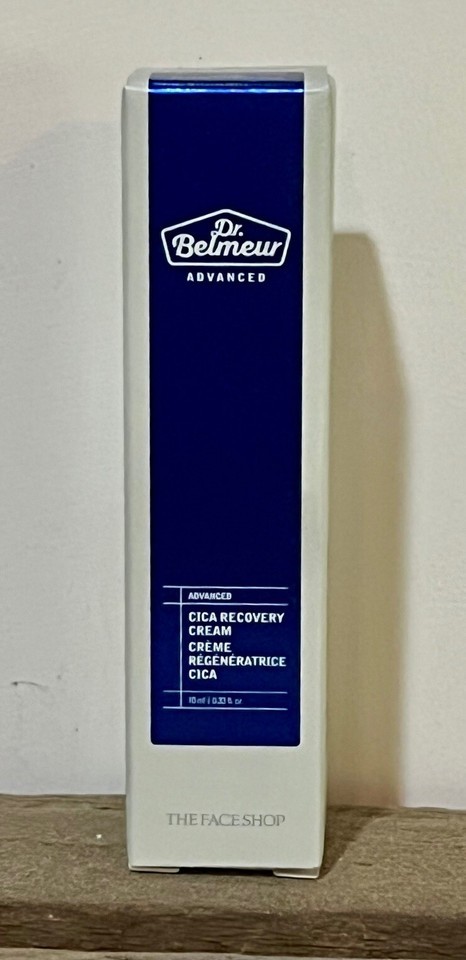 Dr.
Belmeur
ADVANCED
ADVANCED
CICA RECOVERY
CREAM
CRÈME
RÉGÉNÉRATRICE
CICA
10 ml | 0.33 fl. oz
THE FACE SHOP